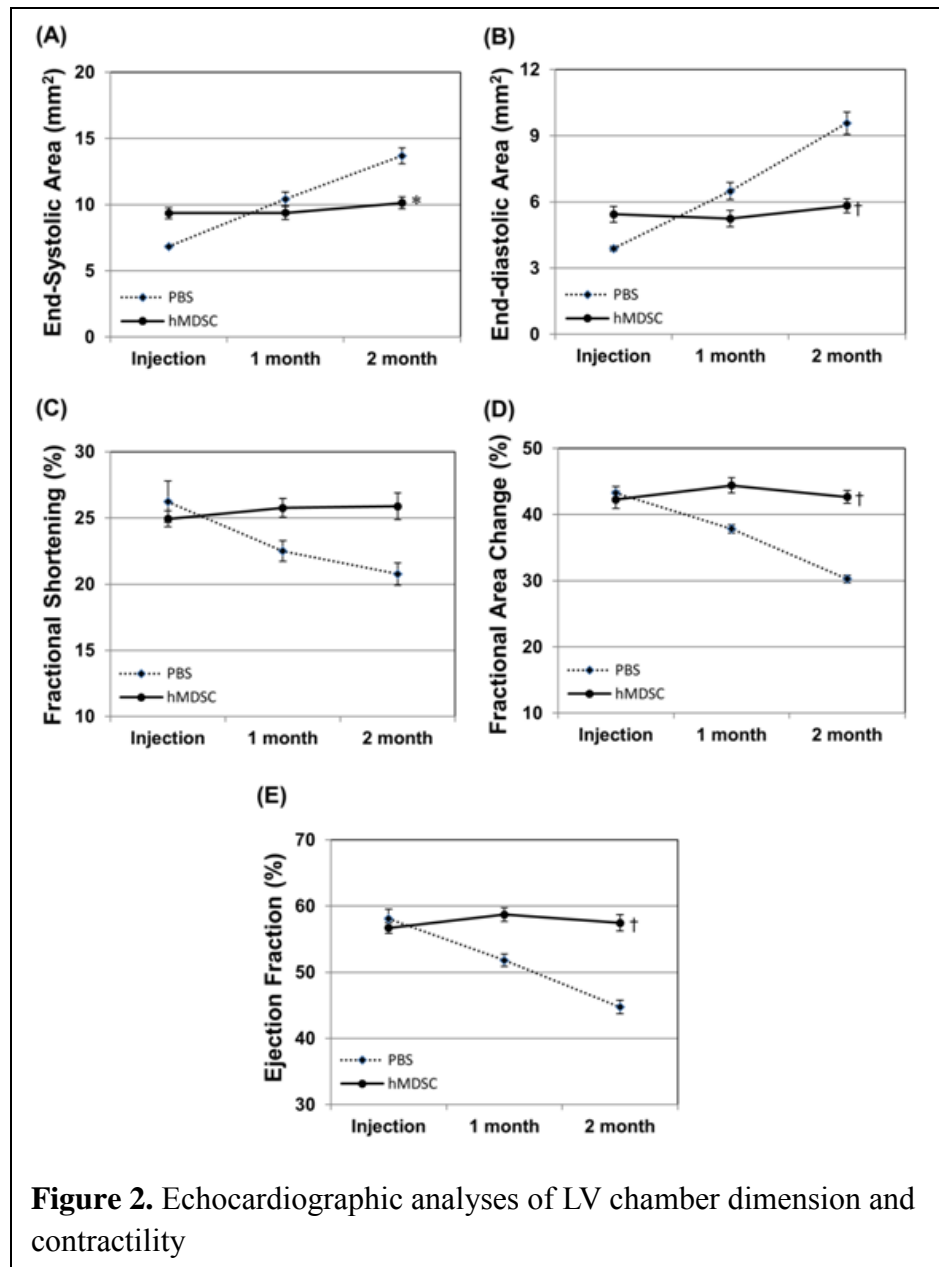 (A)
End-Systolic Area (mm²)
20
15
10
5
0
*
PBS
hMDSC
Injection 1 month 2 month
(B)
End-diastolic Area (mm²)
12
9
6
3
0
†
PBS
hMDSC
Injection 1 month 2 month
(C)
Fractional Shortening (%)
30
25
20
15
10
PBS
hMDSC
Injection 1 month 2 month
(D)
Fractional Area Change (%)
50
40
30
20
10
†
PBS
hMDSC
Injection 1 month 2 month
(E)
Ejection Fraction (%)
70
60
50
40
30
†
PBS
hMDSC
Injection 1 month 2 month
Figure 2. Echocardiographic analyses of LV chamber dimension and
contractility